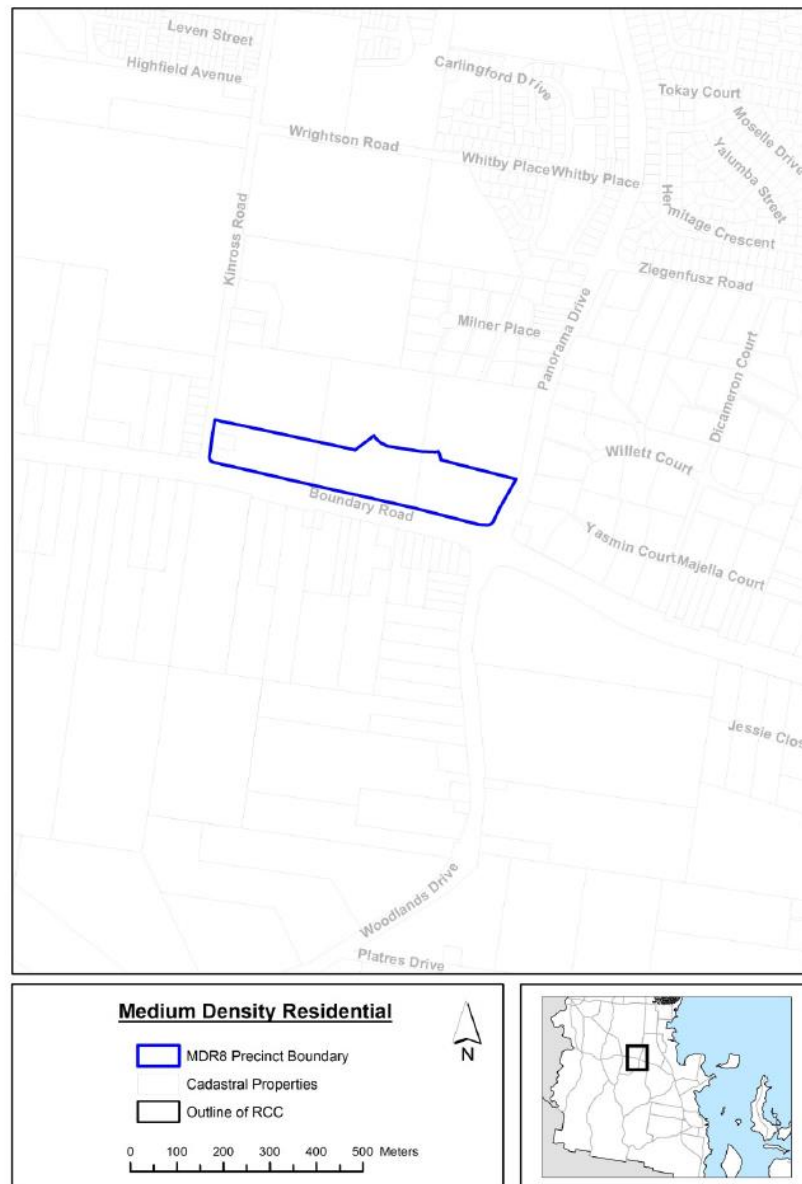 Leven Street
Highfield Avenue
Carlingford Drive
Tokay Court
Moselle Drive
Yalumba Street
Wrightson Road
Whitby Place
Whitby Place
Hermitage Crescent
Kinross Road
Ziegenfusz Road
Panorama Drive
Milner Place
Dicameron Court
Willett Court
Boundary Road
Yasmin Court
Majella Court
Jessie Clos
Woodlands Drive
Platres Drive
Medium Density Residential
N
MDR8 Precinct Boundary
Cadastral Properties
Outline of RCC
0 100 200 300 400 500 Meters